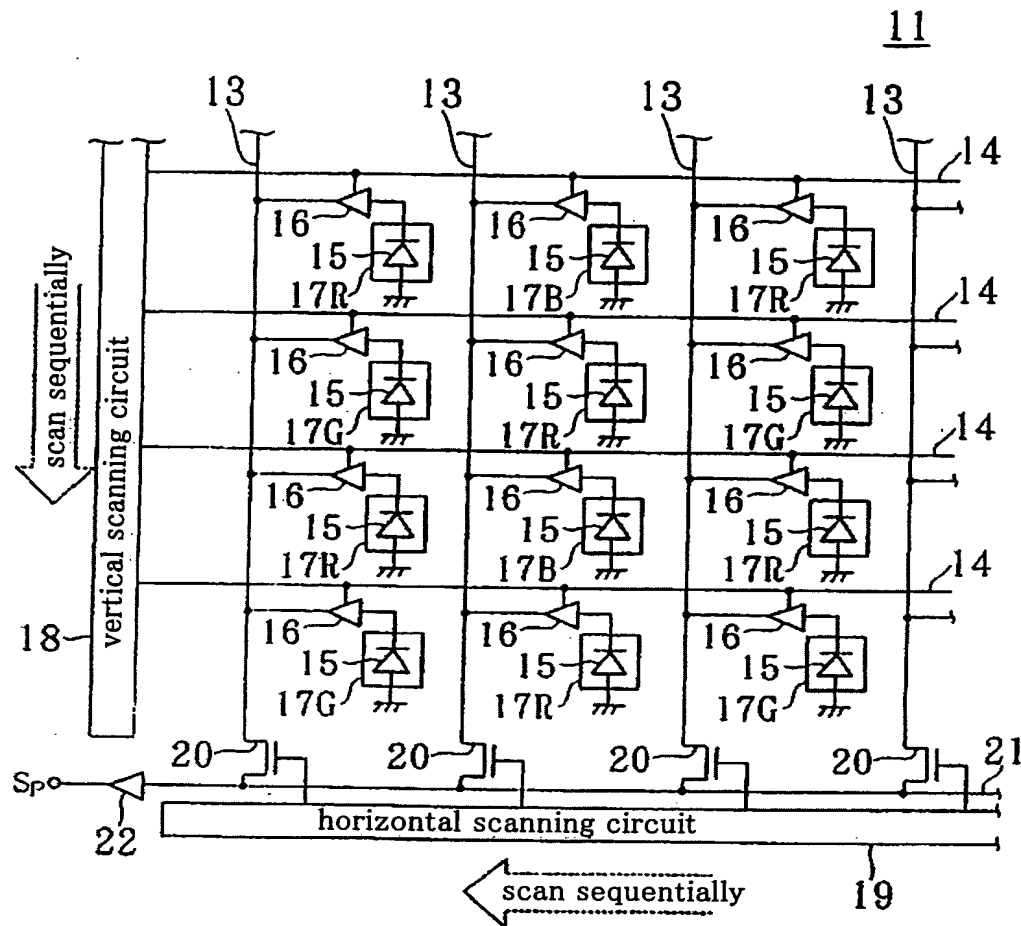 11
13 13 13 13
14
16 16 16
15 15 15
17R 17B 17R
14
16 16 16
15 15 15
17G 17R 17G
14
16 16 16
15 15 15
17R 17B 17R
14
16 16 16
15 15 15
17G 17R 17G
scan sequentially
vertical scanning circuit
18
20 20 20 20
21
SP
22
horizontal scanning circuit
19
scan sequentially